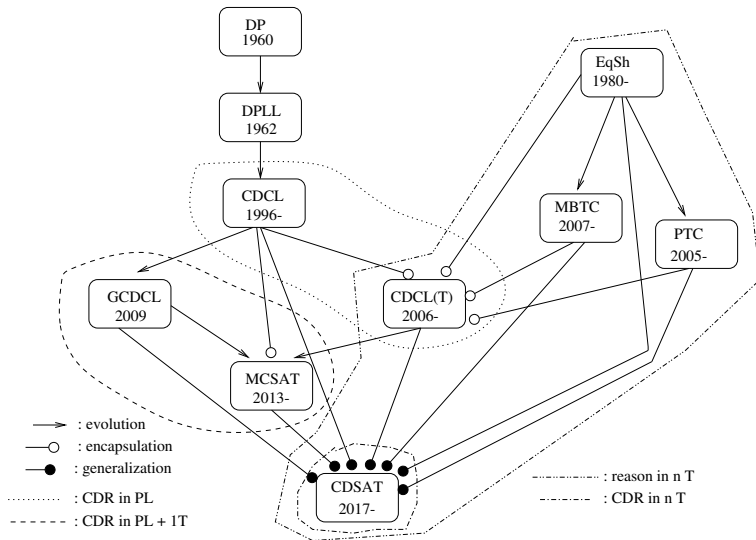 DP
1960
DPLL
1962
EqSh
1980-
CDCL
1996-
MBTC
2007-
PTC
2005-
GCDCL
2009
CDCL(T)
2006-
MCSAT
2013-
CDSAT
2017-
: evolution
: encapsulation
: generalization
: CDR in PL
: CDR in PL + 1T
: reason in n T
: CDR in n T